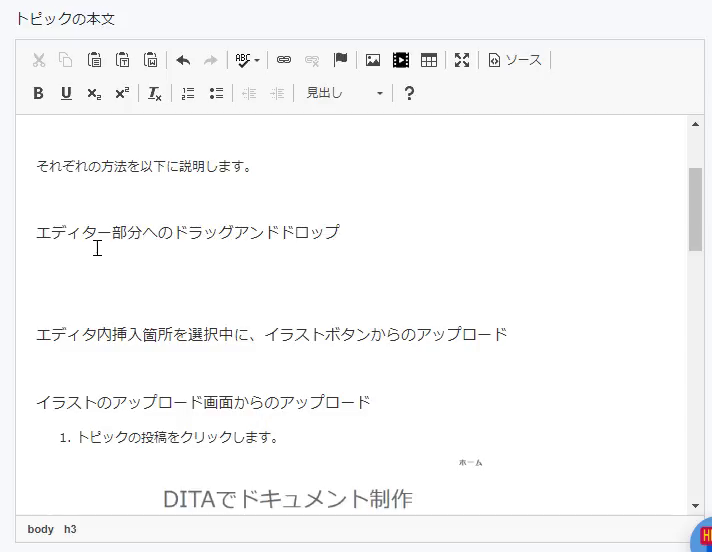 トピックの本文
ABC
ソース
B U x₂ x² Tx 見出し ?
それぞれの方法を以下に説明します。
エディター部分へのドラッグアンドドロップ
エディタ内挿入箇所を選択中に、イラストボタンからのアップロード
イラストのアップロード画面からのアップロード
1. トピックの投稿をクリックします。
ホーム
DITAでドキュメント制作
body h3